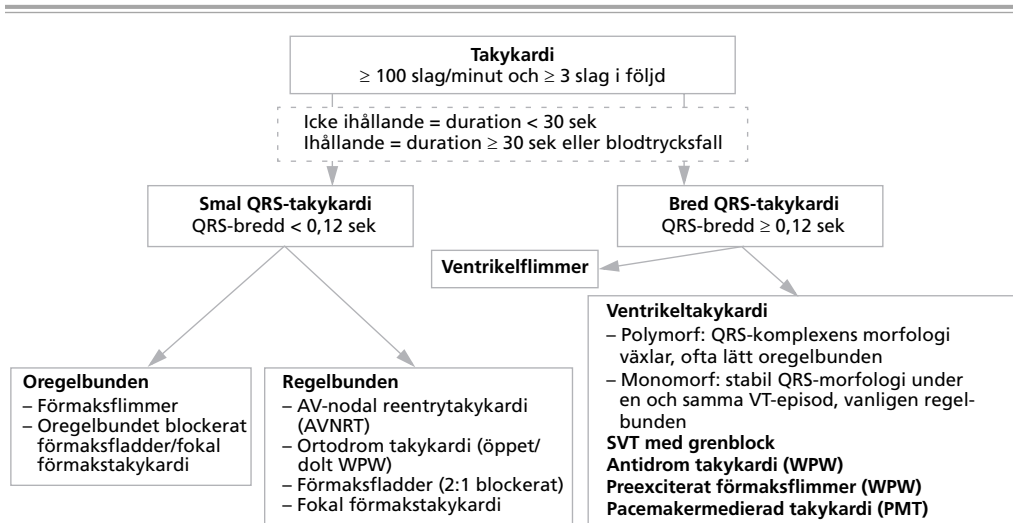 Takykardi
≥ 100 slag/minut och ≥ 3 slag i följd
Icke ihållande = duration < 30 sek
Ihållande = duration ≥ 30 sek eller blodtrycksfall
Smal QRS-takykardi
QRS-bredd < 0,12 sek
Bred QRS-takykardi
QRS-bredd ≥ 0,12 sek
Ventrikelflimmer
Oregelbunden
– Förmaksflimmer
– Oregelbundet blockerat
förmaksfladder/fokal
förmakstakykardi
Regelbunden
– AV-nodal reentrytakykardi
(AVNRT)
– Ortodrom takykardi (öppet/
dolt WPW)
– Förmaksfladder (2:1 blockerat)
– Fokal förmakstakykardi
Ventrikeltakykardi
– Polymorf: QRS-komplexens morfologi
växlar, ofta lätt oregelbunden
– Monomorf: stabil QRS-morfologi under
en och samma VT-episod, vanligen regel-
bunden
SVT med grenblock
Antidrom takykardi (WPW)
Preexciterat förmaksflimmer (WPW)
Pacemakermedierad takykardi (PMT)